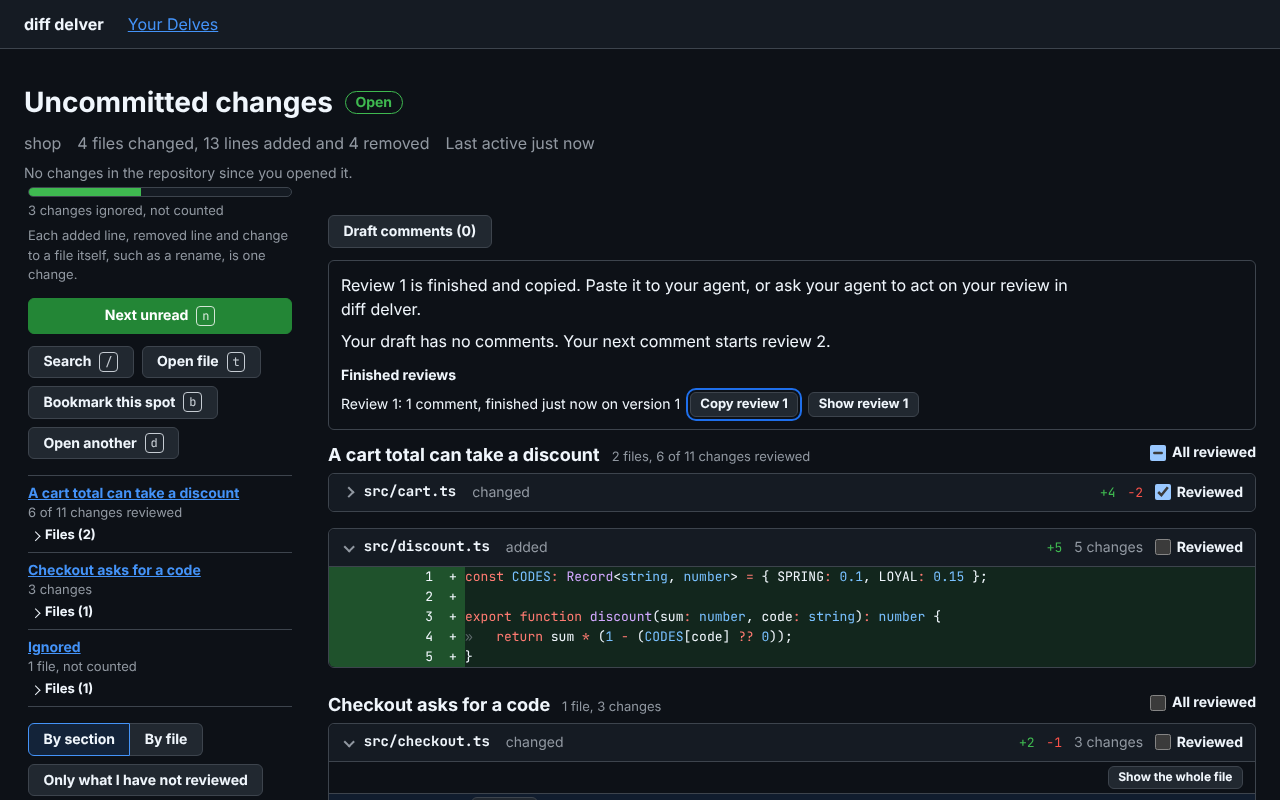 diff delver
Your Delves
Uncommitted changes
Open
shop
4 files changed, 13 lines added and 4 removed
Last active just now
No changes in the repository since you opened it.
3 changes ignored, not counted
Each added line, removed line and change
to a file itself, such as a rename, is one
change.
Next unread n
Search /
Open file t
Bookmark this spot b
Open another d
A cart total can take a discount
6 of 11 changes reviewed
Files (2)
Checkout asks for a code
3 changes
Files (1)
Ignored
1 file, not counted
Files (1)
By section
By file
Only what I have not reviewed
Draft comments (0)
Review 1 is finished and copied. Paste it to your agent, or ask your agent to act on your review in
diff delver.
Your draft has no comments. Your next comment starts review 2.
Finished reviews
Review 1: 1 comment, finished just now on version 1
Copy review 1
Show review 1
A cart total can take a discount
2 files, 6 of 11 changes reviewed
All reviewed
src/cart.ts changed +4 -2 Reviewed
src/discount.ts added +5 5 changes Reviewed
1 + const CODES: Record<string, number> = { SPRING: 0.1, LOYAL: 0.15 };
2 +
3 + export function discount(sum: number, code: string): number {
4 + » return sum * (1 - (CODES[code] ?? 0));
5 + }
Checkout asks for a code
1 file, 3 changes
All reviewed
src/checkout.ts changed +2 -1 3 changes Reviewed
Show the whole file